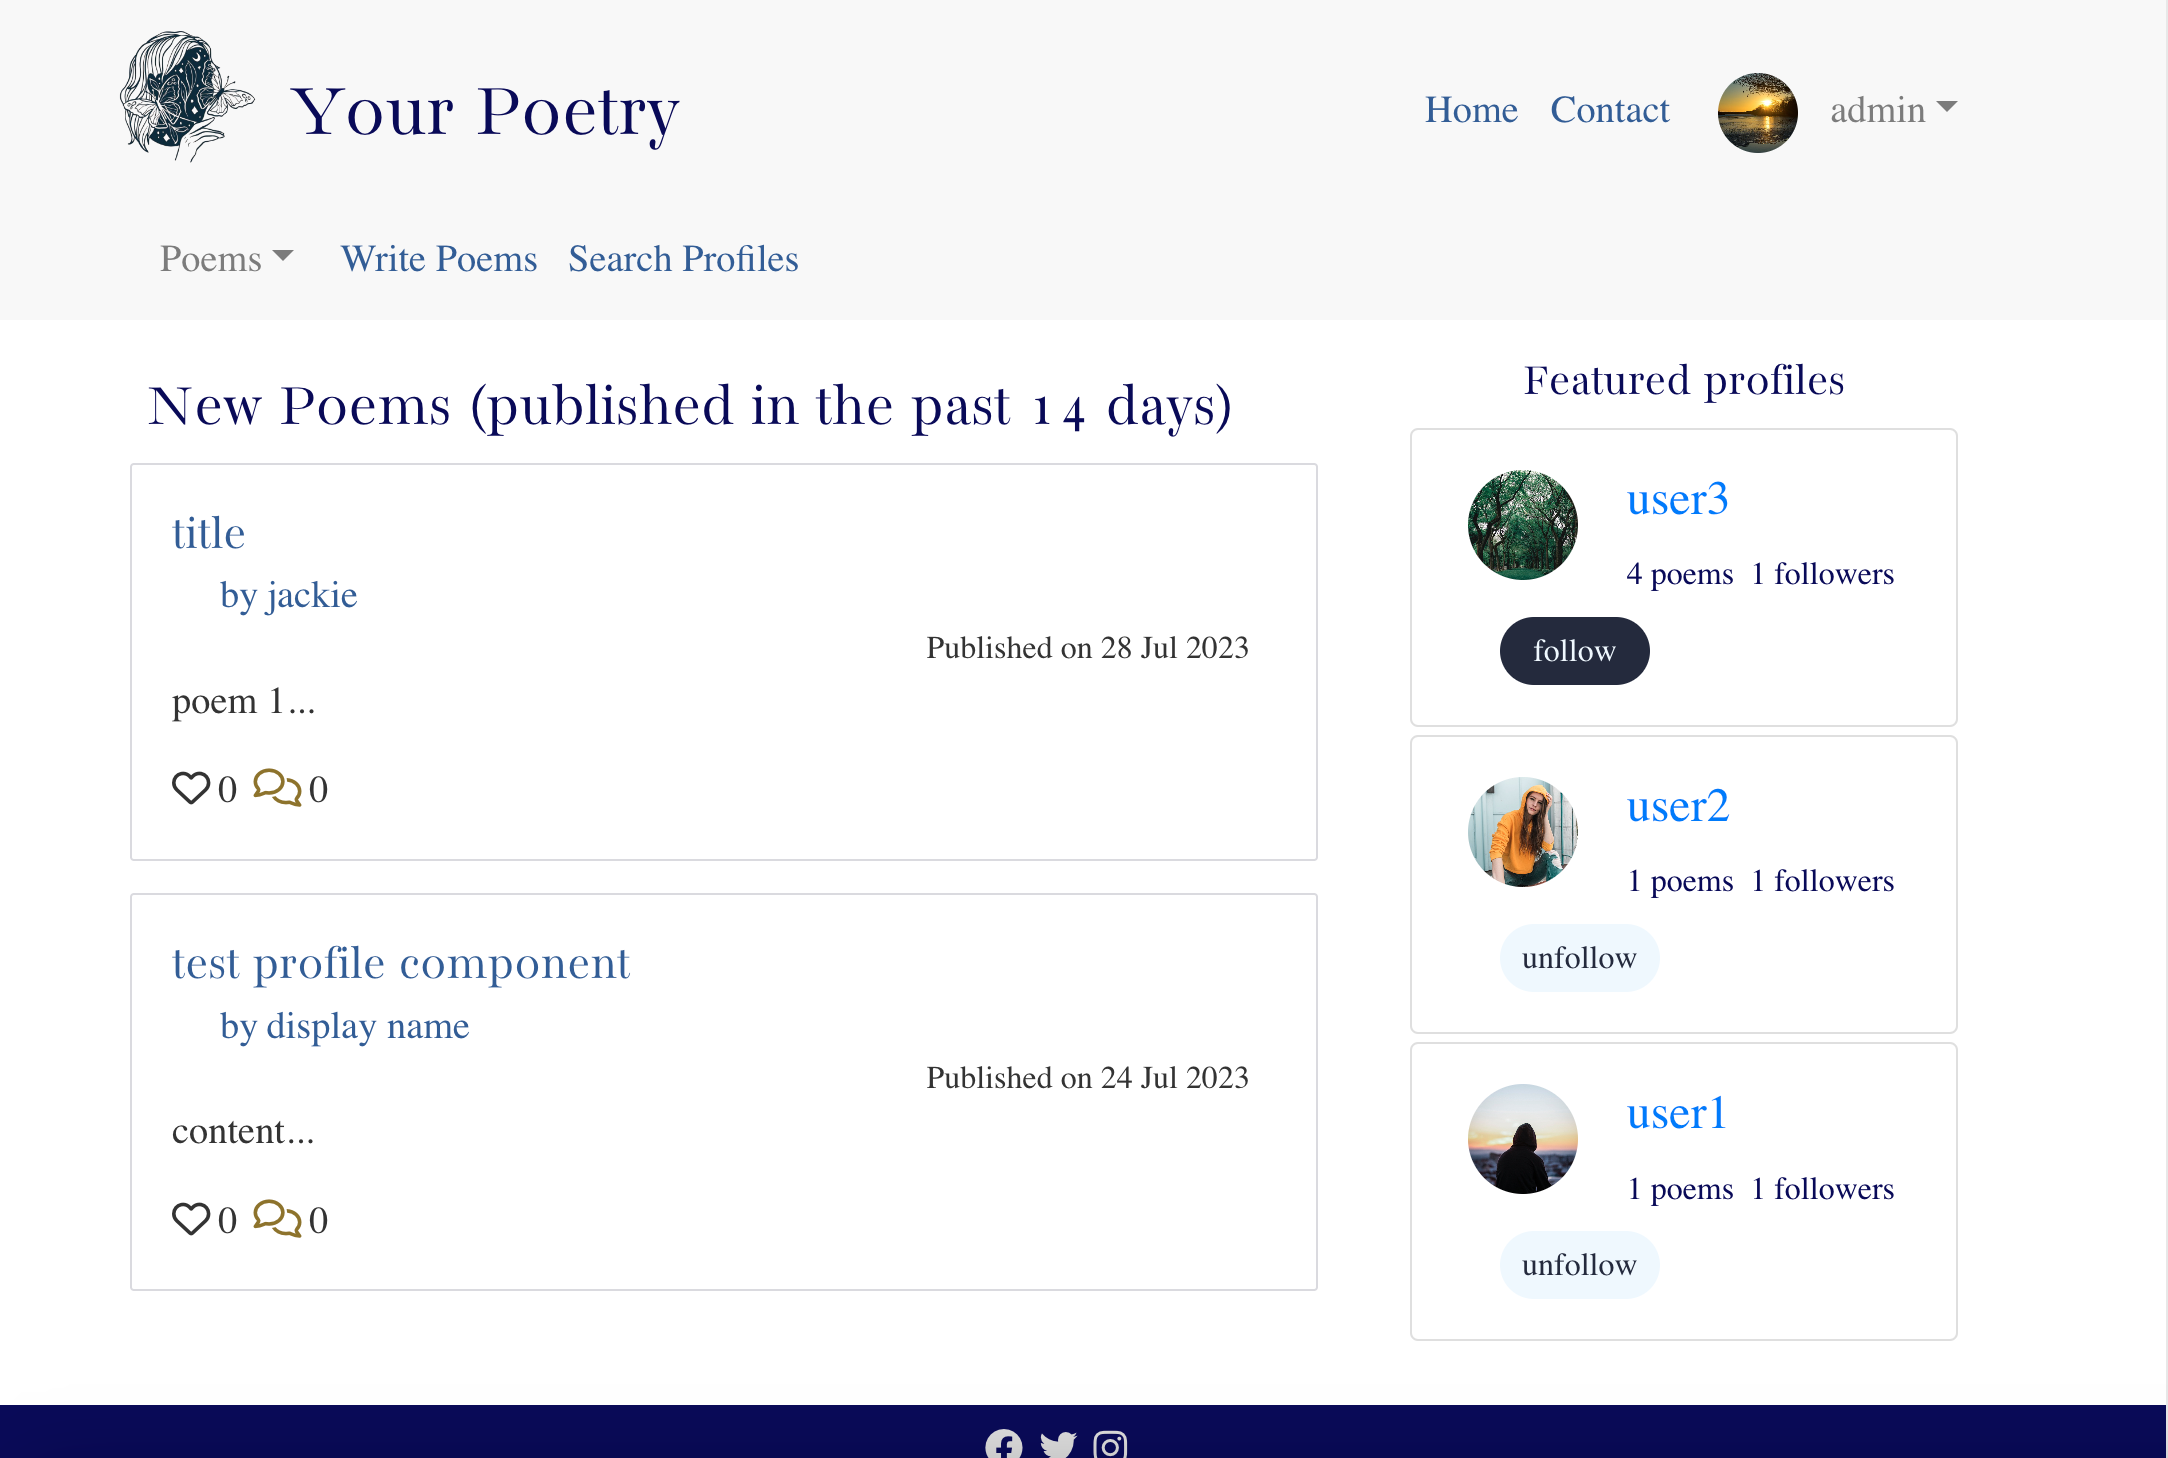 Your Poetry
Home Contact admin
Poems Write Poems Search Profiles
New Poems (published in the past 14 days)
title
by jackie
Published on 28 Jul 2023
poem 1...
0 0
test profile component
by display name
Published on 24 Jul 2023
content...
0 0
Featured profiles
user3
4 poems 1 followers
follow
user2
1 poems 1 followers
unfollow
user1
1 poems 1 followers
unfollow